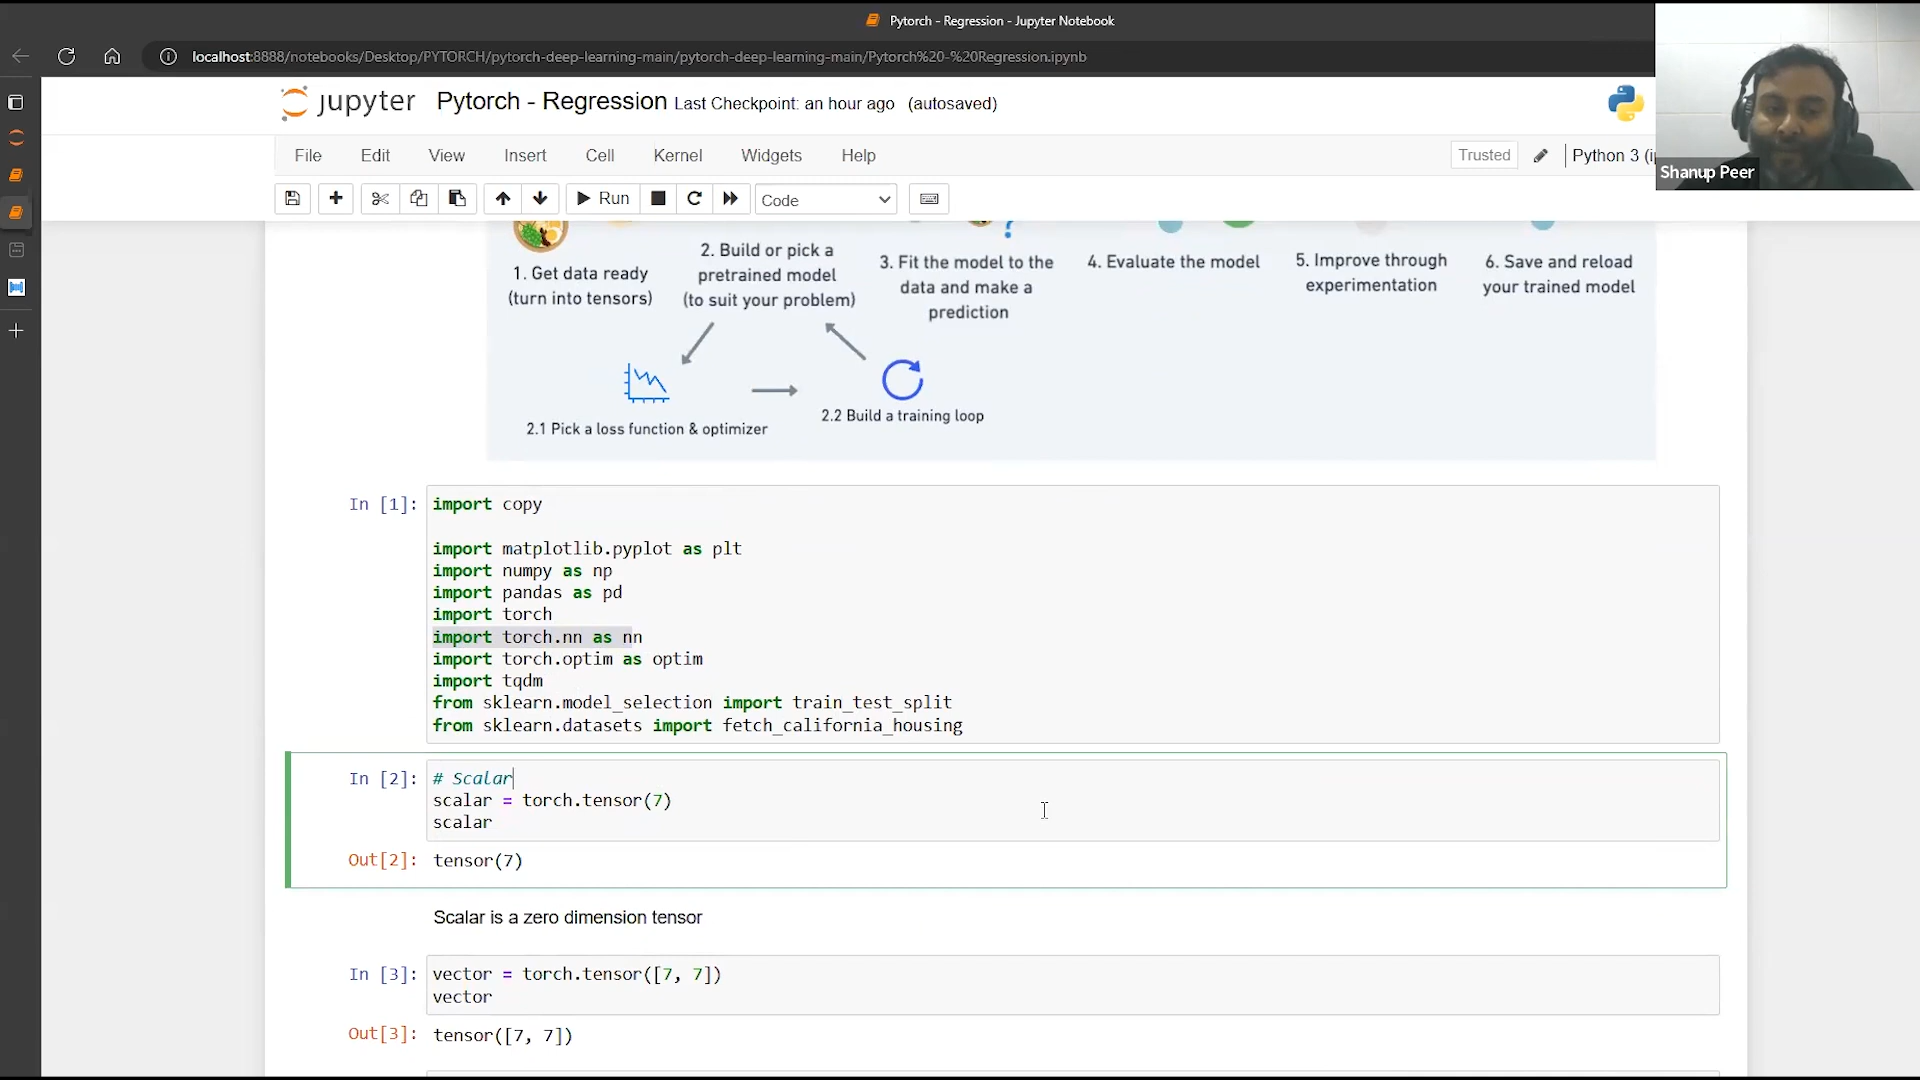 Pytorch - Regression - Jupyter Notebook
localhost:8888/notebooks/Desktop/PYTORCH/pytorch-deep-learning-main/pytorch-deep-learning-main/Pytorch%20-%20Regression.ipynb
jupyter Pytorch - Regression Last Checkpoint: an hour ago (autosaved)
File Edit View Insert Cell Kernel Widgets Help Trusted Python 3 (ip
Shanup Peer
Run Code
1. Get data ready
(turn into tensors)
2. Build or pick a
pretrained model
(to suit your problem)
3. Fit the model to the
data and make a
prediction
4. Evaluate the model
5. Improve through
experimentation
6. Save and reload
your trained model
2.1 Pick a loss function & optimizer
2.2 Build a training loop
In [1]: import copy
import matplotlib.pyplot as plt
import numpy as np
import pandas as pd
import torch
import torch.nn as nn
import torch.optim as optim
import tqdm
from sklearn.model_selection import train_test_split
from sklearn.datasets import fetch_california_housing
In [2]: # Scalar
scalar = torch.tensor(7)
scalar
Out[2]: tensor(7)
Scalar is a zero dimension tensor
In [3]: vector = torch.tensor([7, 7])
vector
Out[3]: tensor([7, 7])